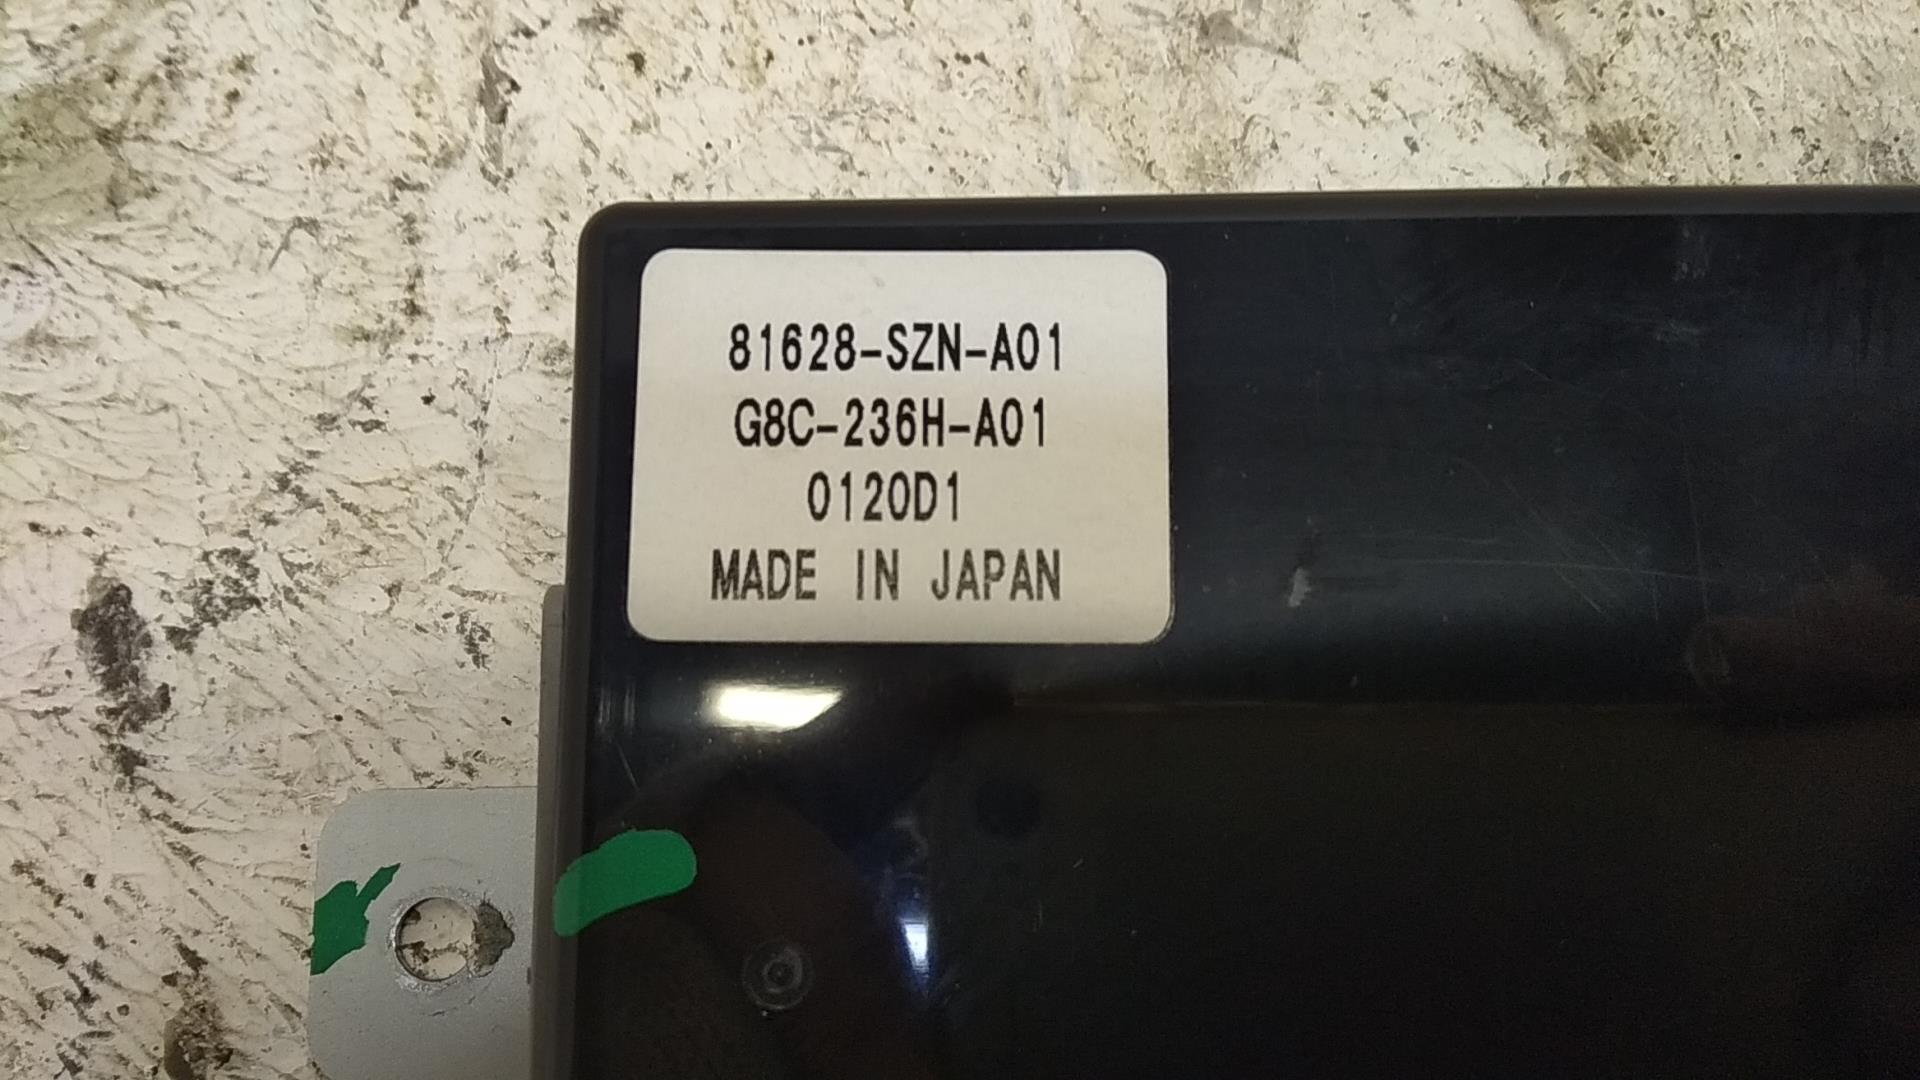 81628-SZN-A01
G8C-236H-A01
0120D1
MADE IN JAPAN